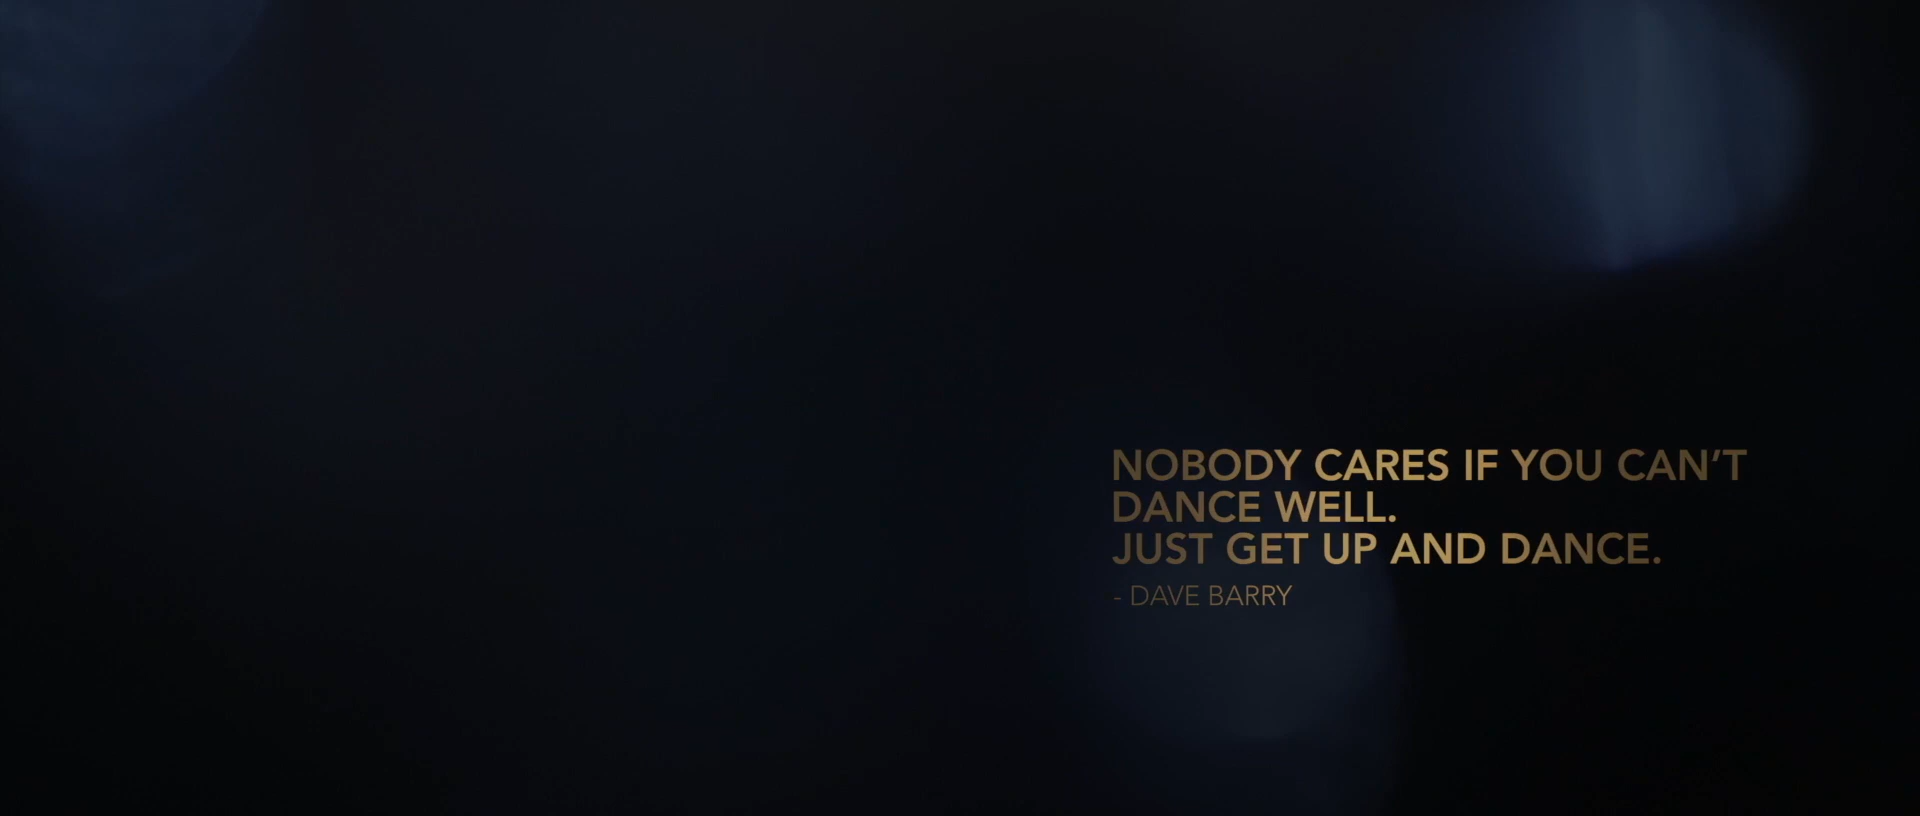 NOBODY CARES IF YOU CAN’T
DANCE WELL.
JUST GET UP AND DANCE.
- DAVE BARRY